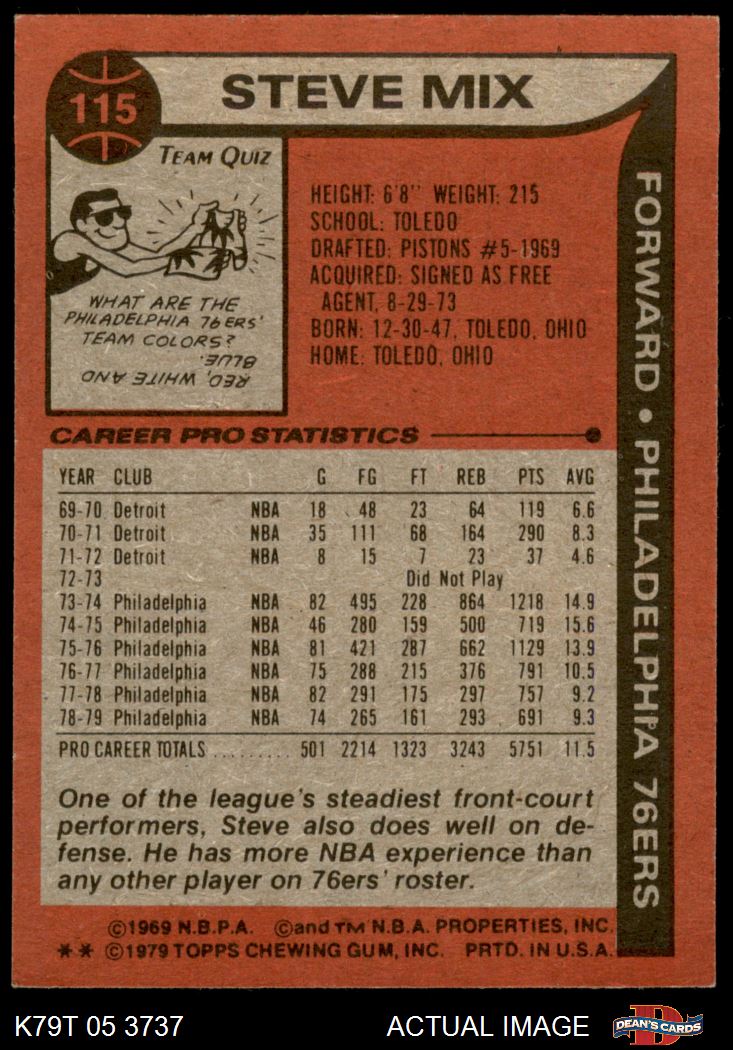 115
STEVE MIX
TEAM QUIZ
WHAT ARE THE
PHILADELPHIA 76ERS'
TEAM COLORS?
RED, WHITE AND
BLUE.
HEIGHT: 6'8" WEIGHT: 215
SCHOOL: TOLEDO
DRAFTED: PISTONS #5-1969
ACQUIRED: SIGNED AS FREE
AGENT, 8-29-73
BORN: 12-30-47, TOLEDO, OHIO
HOME: TOLEDO, OHIO
FORWARD • PHILADELPHIA 76ERS
CAREER PRO STATISTICS
YEAR CLUB G FG FT REB PTS AVG
69-70 Detroit NBA 18 48 23 64 119 6.6
70-71 Detroit NBA 35 111 68 164 290 8.3
71-72 Detroit NBA 8 15 7 23 37 4.6
72-73 Did Not Play
73-74 Philadelphia NBA 82 495 228 864 1218 14.9
74-75 Philadelphia NBA 46 280 159 500 719 15.6
75-76 Philadelphia NBA 81 421 287 662 1129 13.9
76-77 Philadelphia NBA 75 288 215 376 791 10.5
77-78 Philadelphia NBA 82 291 175 297 757 9.2
78-79 Philadelphia NBA 74 265 161 293 691 9.3
PRO CAREER TOTALS ......... 501 2214 1323 3243 5751 11.5
One of the league's steadiest front-court
performers, Steve also does well on de-
fense. He has more NBA experience than
any other player on 76ers' roster.
©1969 N.B.P.A. ©and TM N.B.A. PROPERTIES, INC.
** ©1979 TOPPS CHEWING GUM, INC. PRTD. IN U.S.A.
K79T 05 3737 ACTUAL IMAGE
D
DEAN'S CARDS